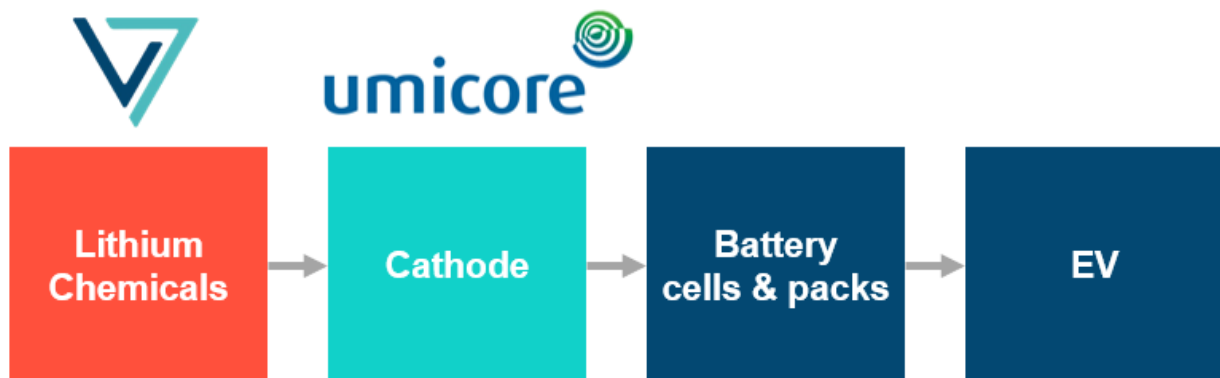 umicore
Lithium
Chemicals
Cathode
Battery
cells & packs
EV